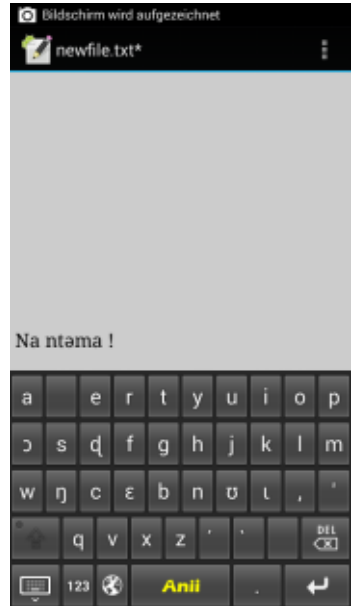 Bildschirm wird aufgezeichnet
newfile.txt*
Na ntəma !
a e r t y u i o p
ɔ s ɖ f g h j k l m
w ŋ c ɛ b n ʊ ɩ ,
q v x z
DEL
123 Anii .